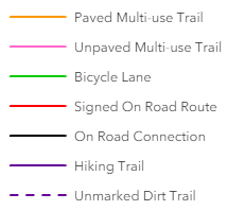 Paved Multi-use Trail
Unpaved Multi-use Trail
Bicycle Lane
Signed On Road Route
On Road Connection
Hiking Trail
Unmarked Dirt Trail